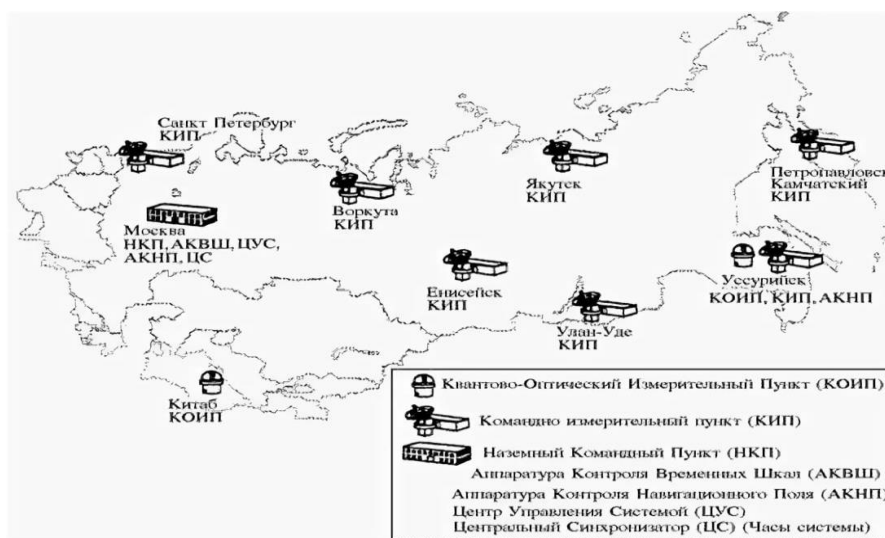 Санкт Петербург
КИП
Воркута
КИП
Якутск
КИП
Петропавловск
Камчатский
КИП
Москва
НКП, АКВШ, ЦУС,
АКНП, ЦС
Енисейск
КИП
Уссурийск
КОИП, КИП, АКНП
Улан-Уде
КИП
Китаб
КОИП
Квантово-Оптический Измерительный Пункт (КОИП)
Командно измерительный пункт (КИП)
Наземный Командный Пункт (НКП)
Аппаратура Контроля Временных Шкал (АКВШ)
Аппаратура Контроля Навигационного Поля (АКНП)
Центр Управления Системой (ЦУС)
Центральный Синхронизатор (ЦС) (Часы системы)